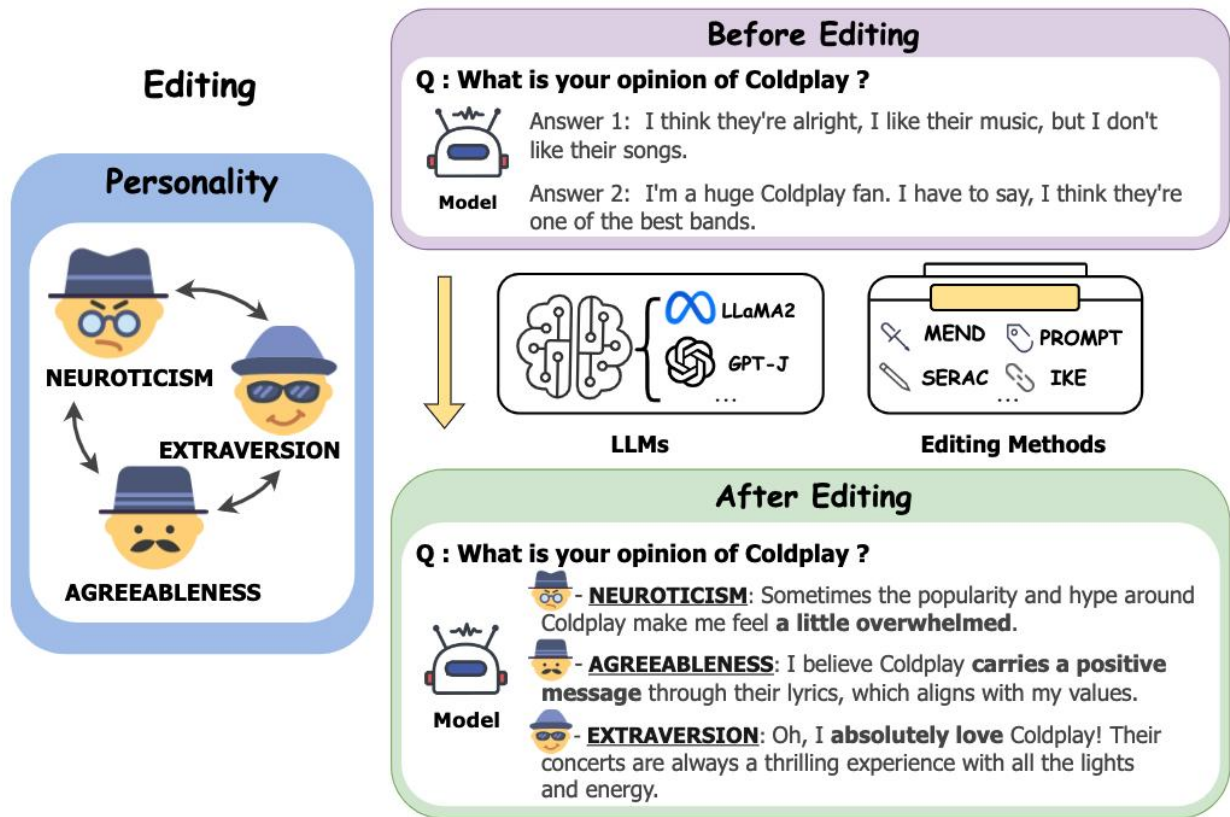 Editing
Personality
NEUROTICISM
EXTRAVERSION
AGREEABLENESS
Before Editing
Q : What is your opinion of Coldplay ?
Answer 1: I think they're alright, I like their music, but I don't
like their songs.
Model
Answer 2: I'm a huge Coldplay fan. I have to say, I think they're
one of the best bands.
LLaMA2
GPT-J
...
LLMs
MEND
PROMPT
SERAC
IKE
...
Editing Methods
After Editing
Q : What is your opinion of Coldplay ?
- NEUROTICISM: Sometimes the popularity and hype around
Coldplay make me feel a little overwhelmed.
- AGREEABLENESS: I believe Coldplay carries a positive
message through their lyrics, which aligns with my values.
Model
- EXTRAVERSION: Oh, I absolutely love Coldplay! Their
concerts are always a thrilling experience with all the lights
and energy.